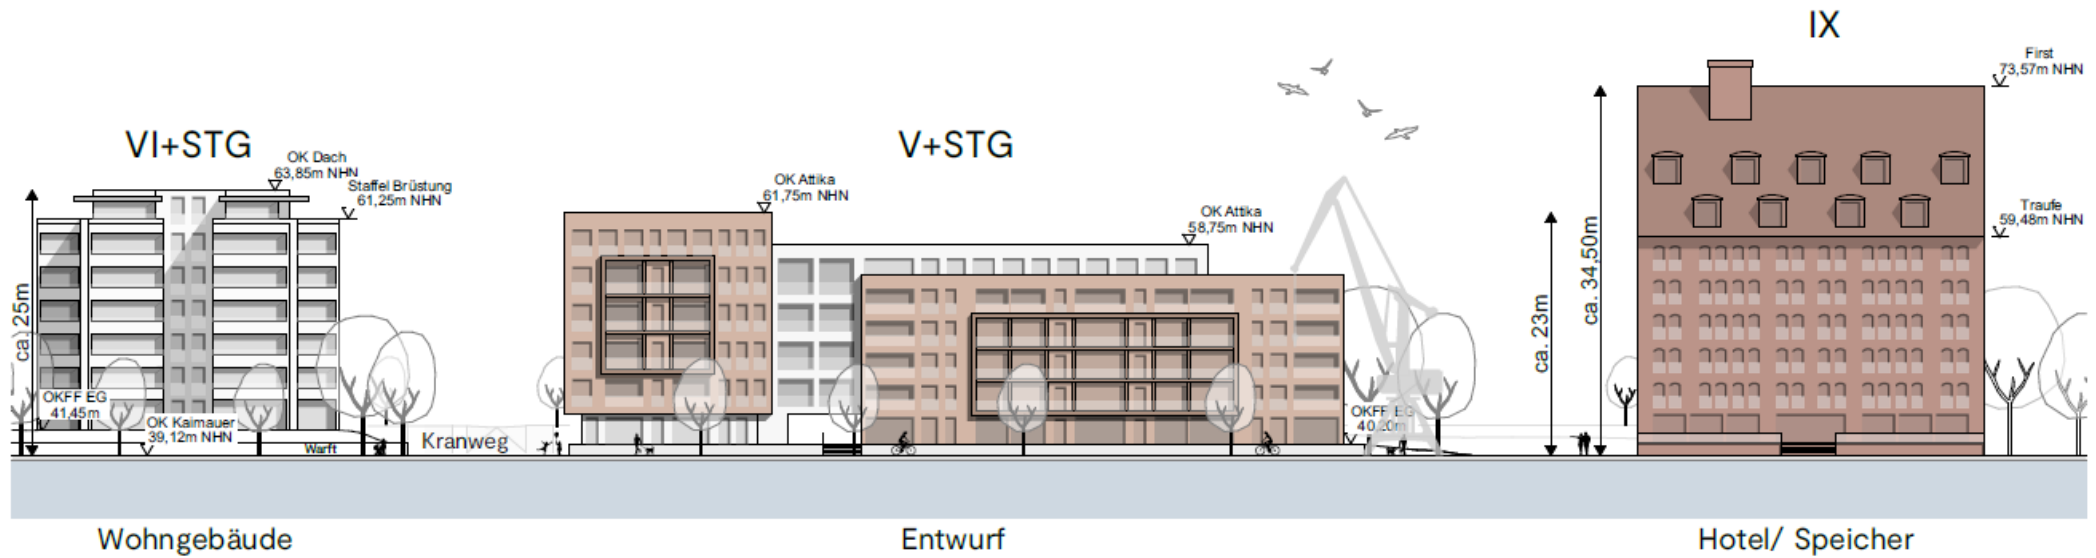 IX
First
73,57m NHN
VI+STG
V+STG
OK Dach
63,85m NHN
Staffel Brüstung
61,25m NHN
OK Attika
61,75m NHN
OK Attika
58,75m NHN
Traufe
59,48m NHN
ca. 25m
ca. 23m
ca. 34,50m
OKFF EG
41,45m
OK Kaimauer
39,12m NHN
Warft
Kranweg
OKFF EG
40,20m
Wohngebäude
Entwurf
Hotel/ Speicher